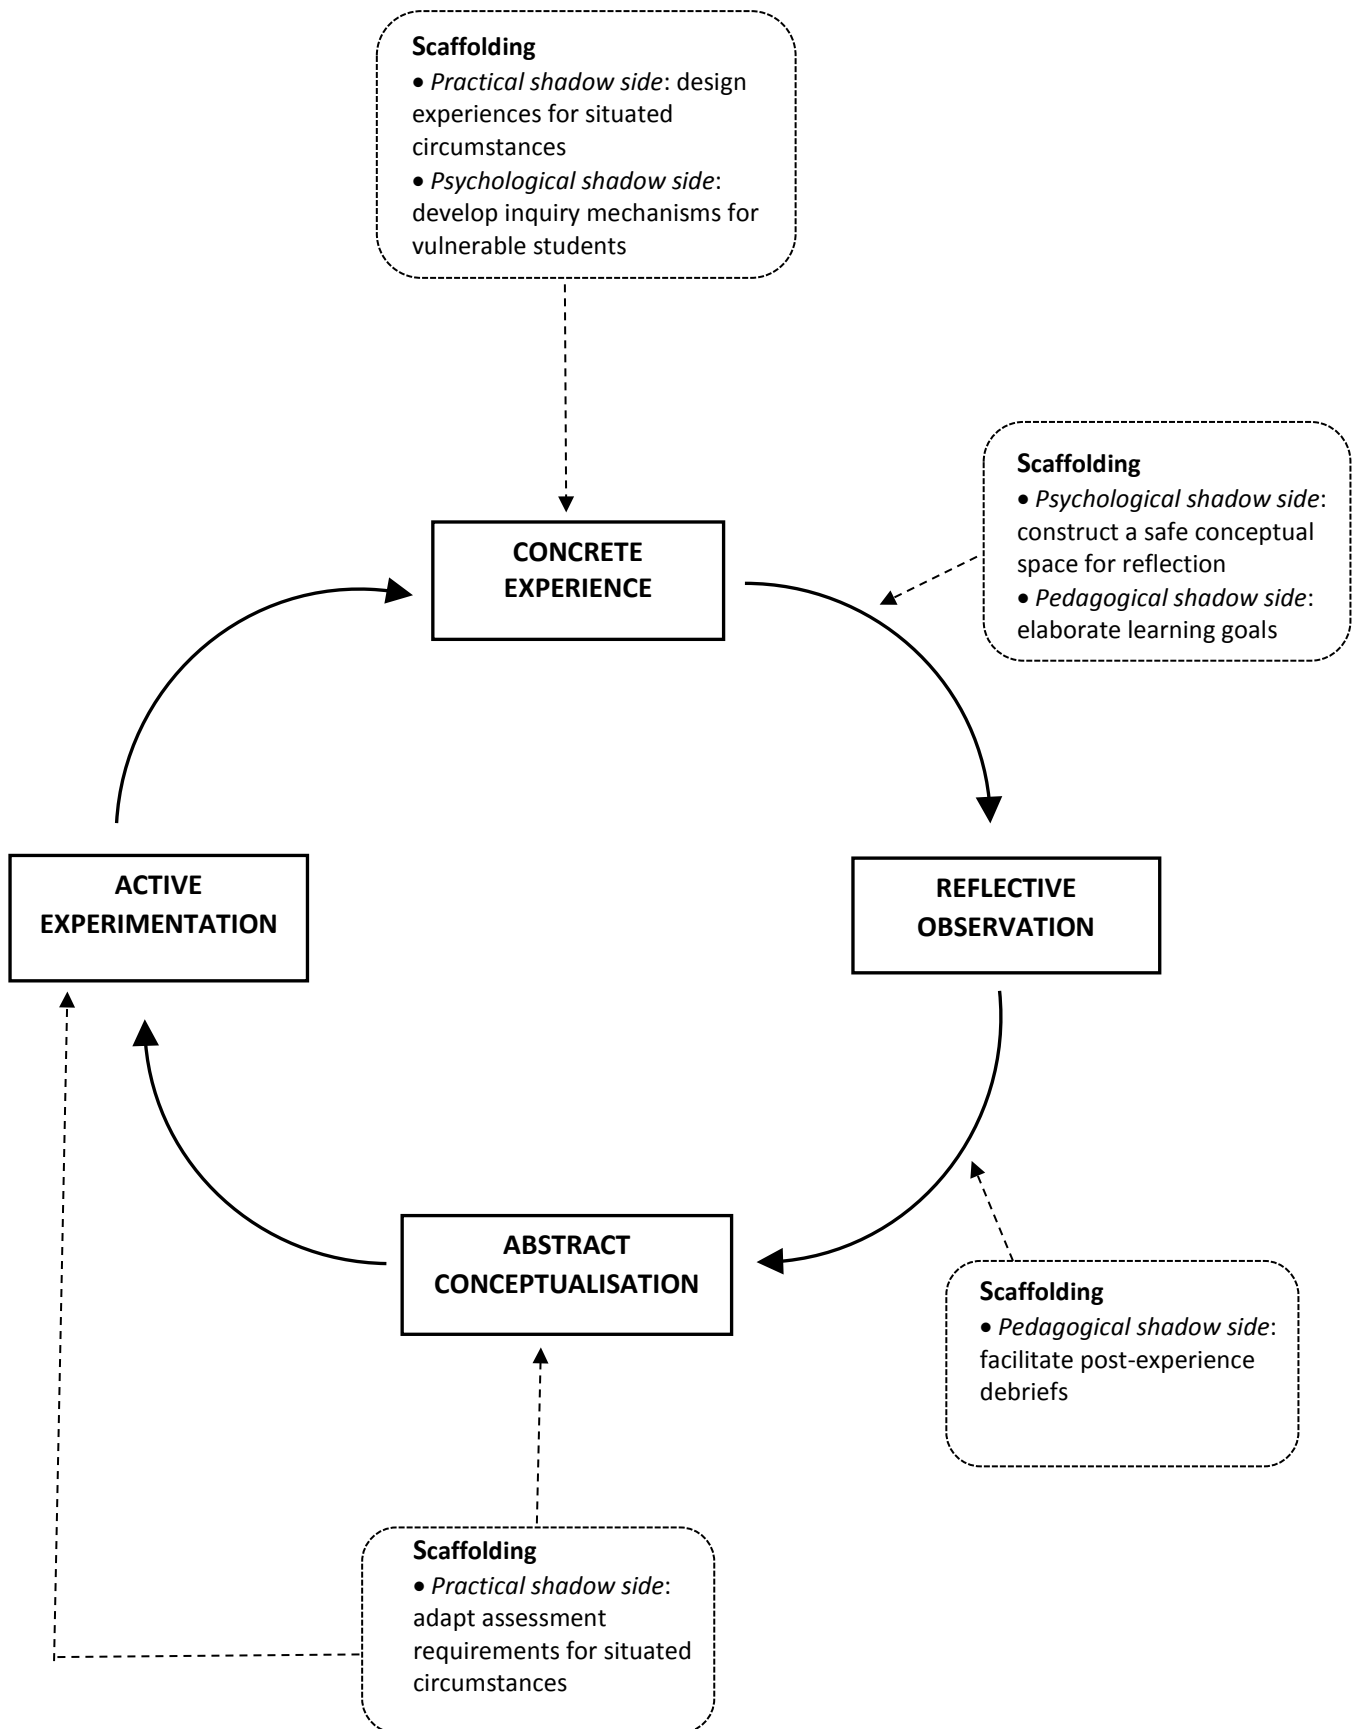 Scaffolding
• Practical shadow side: design
experiences for situated
circumstances
• Psychological shadow side:
develop inquiry mechanisms for
vulnerable students
Scaffolding
• Psychological shadow side:
construct a safe conceptual
space for reflection
• Pedagogical shadow side:
elaborate learning goals
CONCRETE
EXPERIENCE
ACTIVE
EXPERIMENTATION
REFLECTIVE
OBSERVATION
ABSTRACT
CONCEPTUALISATION
Scaffolding
• Pedagogical shadow side:
facilitate post-experience
debriefs
Scaffolding
• Practical shadow side:
adapt assessment
requirements for situated
circumstances